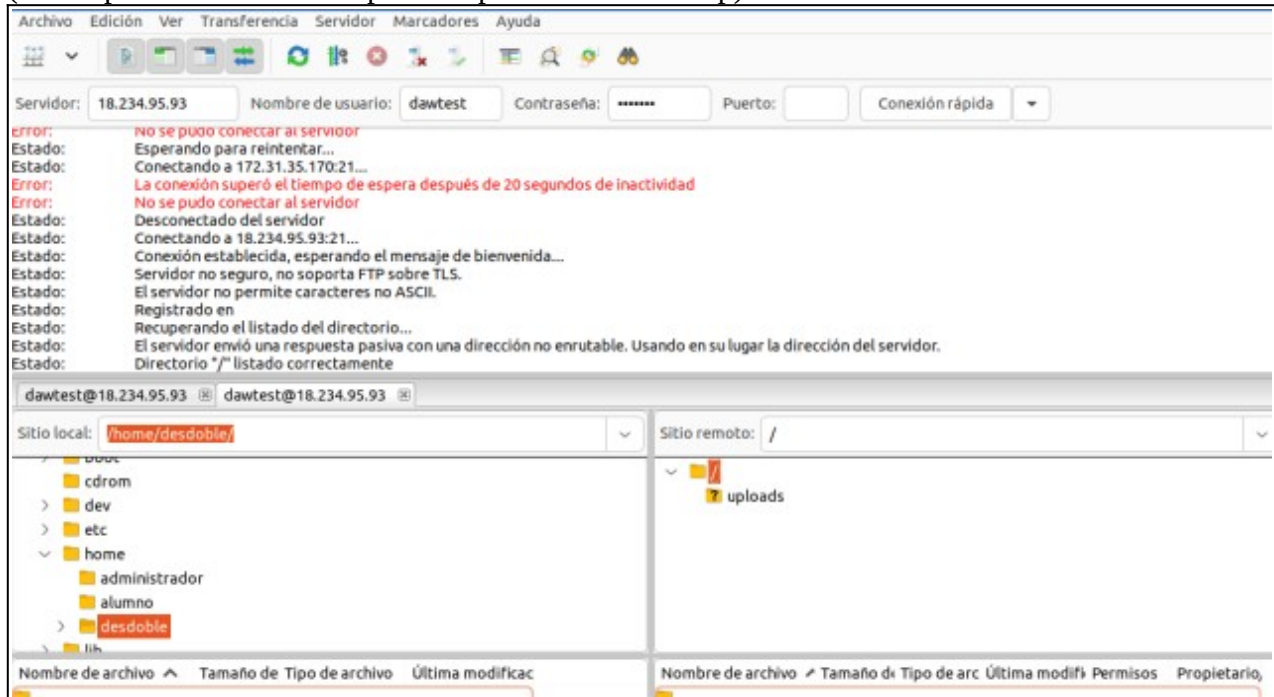 Archivo Edición Ver Transferencia Servidor Marcadores Ayuda
Servidor: 18.234.95.93 Nombre de usuario: dawtest Contraseña: ••••••• Puerto: Conexión rápida
Error: No se pudo conectar al servidor
Estado: Esperando para reintentar...
Estado: Conectando a 172.31.35.170:21...
Error: La conexión superó el tiempo de espera después de 20 segundos de inactividad
Error: No se pudo conectar al servidor
Estado: Desconectado del servidor
Estado: Conectando a 18.234.95.93:21...
Estado: Conexión establecida, esperando el mensaje de bienvenida...
Estado: Servidor no seguro, no soporta FTP sobre TLS.
Estado: El servidor no permite caracteres no ASCII.
Estado: Registrado en
Estado: Recuperando el listado del directorio...
Estado: El servidor envió una respuesta pasiva con una dirección no enrutable. Usando en su lugar la dirección del servidor.
Estado: Directorio "/" listado correctamente
dawtest@18.234.95.93 dawtest@18.234.95.93
Sitio local: /home/desdoble/
Sitio remoto: /
boot
cdrom
dev
etc
home
administrador
alumno
desdoble
lib
/
? uploads
Nombre de archivo Tamaño de Tipo de archivo Última modificac
Nombre de archivo Tamaño de Tipo de arc Última modifi Permisos Propietario/